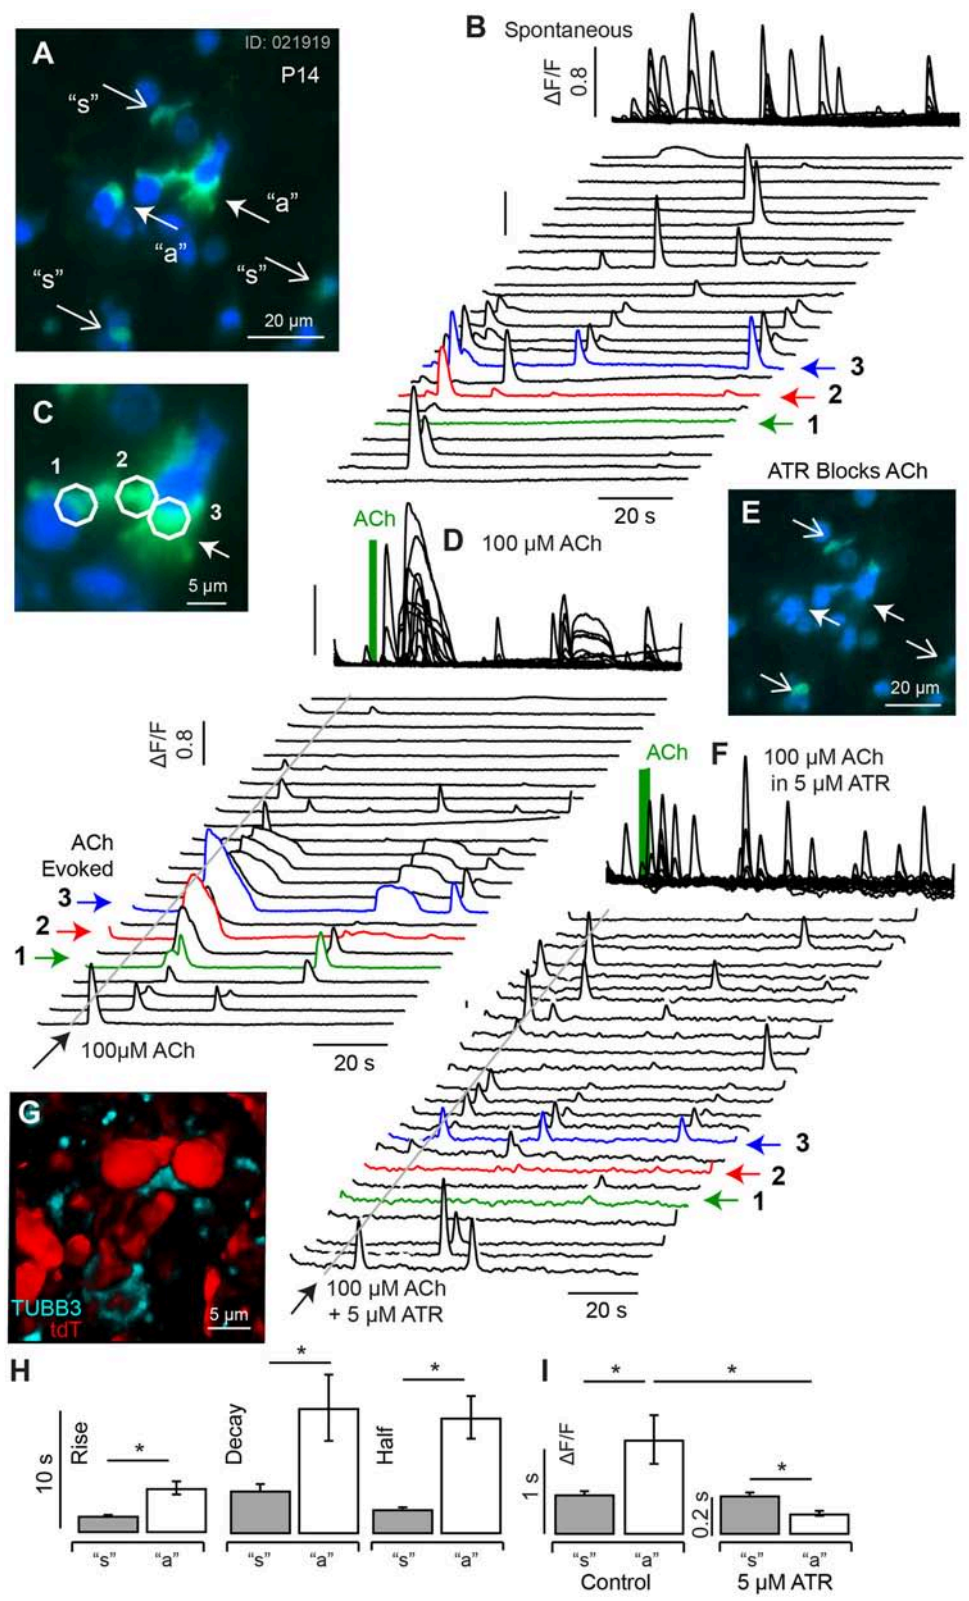 A
ID: 021919
P14
"s"
"a"
"a"
"s"
"s"
20 µm
B
Spontaneous
ΔF/F
0.8
3
2
1
20 s
C
1
2
3
5 µm
ACh
D
100 µM ACh
ΔF/F
0.8
ACh
Evoked
3
2
1
100µM ACh
20 s
ATR Blocks ACh
E
20 µm
ACh
F
100 µM ACh
in 5 µM ATR
3
2
1
100 µM ACh
+ 5 µM ATR
20 s
G
TUBB3
tdT
5 µm
H
10 s
Rise
*
"s" "a"
Decay
*
"s" "a"
Half
*
"s" "a"
I
1 s
ΔF/F
*
*
"s" "a"
Control
0.2 s
*
"s" "a"
5 µM ATR